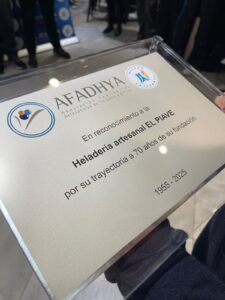 AFADHYA
En reconocimiento a la
Heladería artesanal EL PIAVE
por su trayectoria a 70 años de su fundación
1955 - 2025